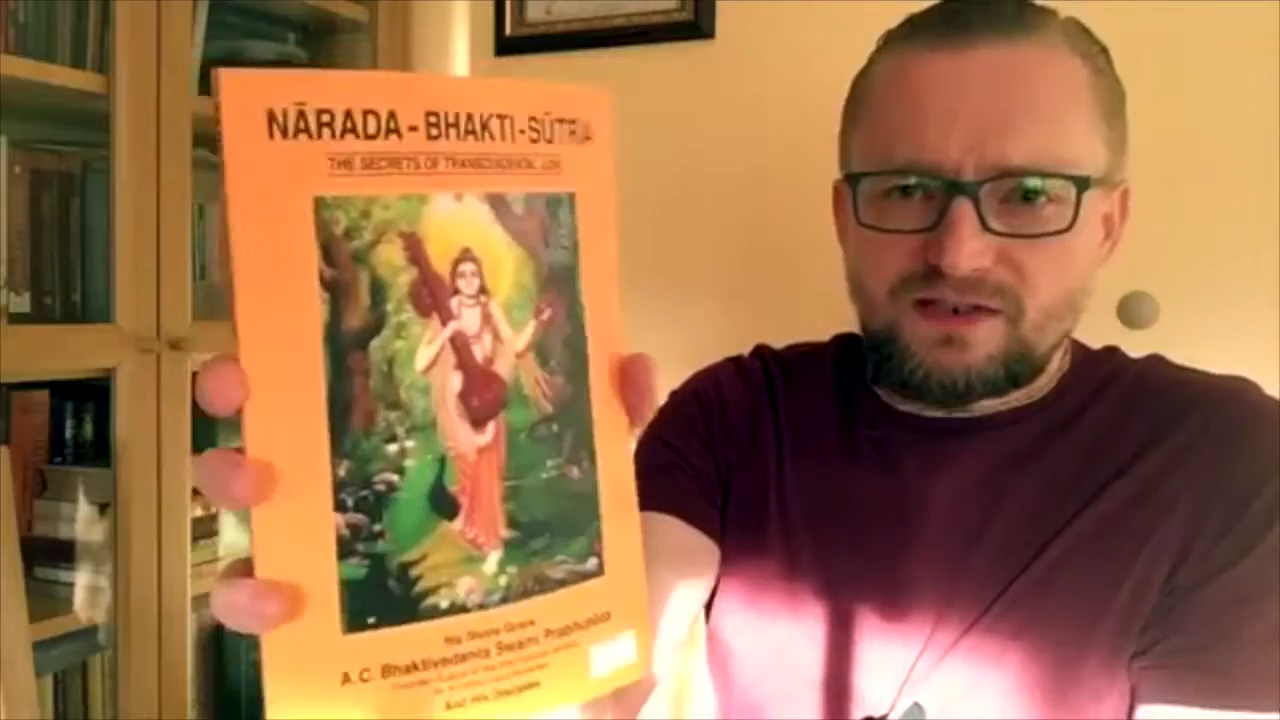 NĀRADA-BHAKTI-SŪTRA
THE SECRETS OF TRANSCENDENTAL LOVE
His Divine Grace
A.C. Bhaktivedanta Swami Prabhupāda
And His Disciples